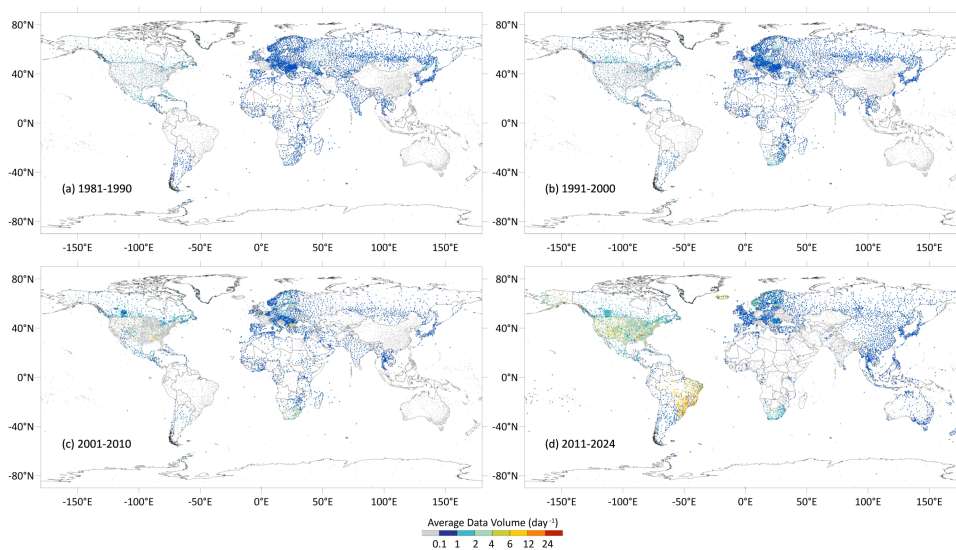 80°N 80°N
40°N 40°N
0°N 0°N
-40°N -40°N
(a) 1981-1990 (b) 1991-2000
-80°N -80°N
-150°E -100°E -50°E 0°E 50°E 100°E 150°E -150°E -100°E -50°E 0°E 50°E 100°E 150°E
80°N 80°N
40°N 40°N
0°N 0°N
-40°N -40°N
(c) 2001-2010 (d) 2011-2024
-80°N -80°N
-150°E -100°E -50°E 0°E 50°E 100°E 150°E -150°E -100°E -50°E 0°E 50°E 100°E 150°E
Average Data Volume (day⁻¹)
0.1 1 2 4 6 12 24